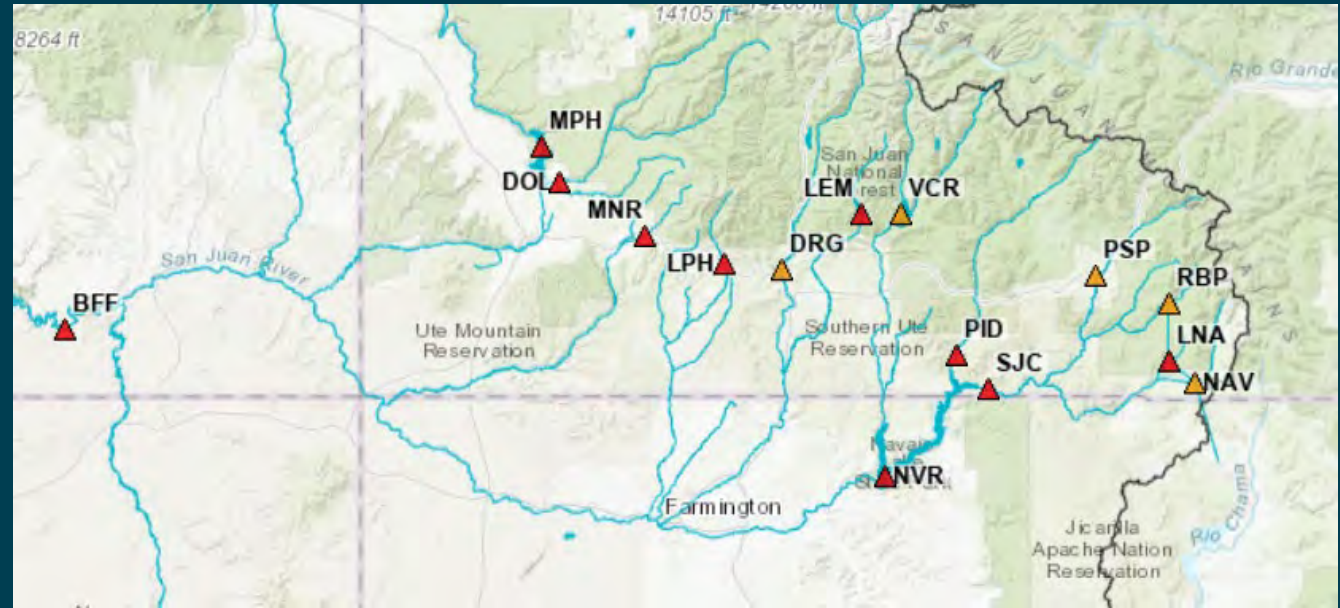 14105 ft
8264 ft
SAN JUAN
Rio Grande
MPH
San Juan
National
rest
DOL
LEM
VCR
MNR
DRG
PSP
LPH
San Juan River
RBP
BFF
Ute Mountain
Reservation
Southern Ute
Reservation
PID
LNA
SJC
NAV
NVR
Farmington
Rio Chama
Jicarilla
Apache Nation
Reservation